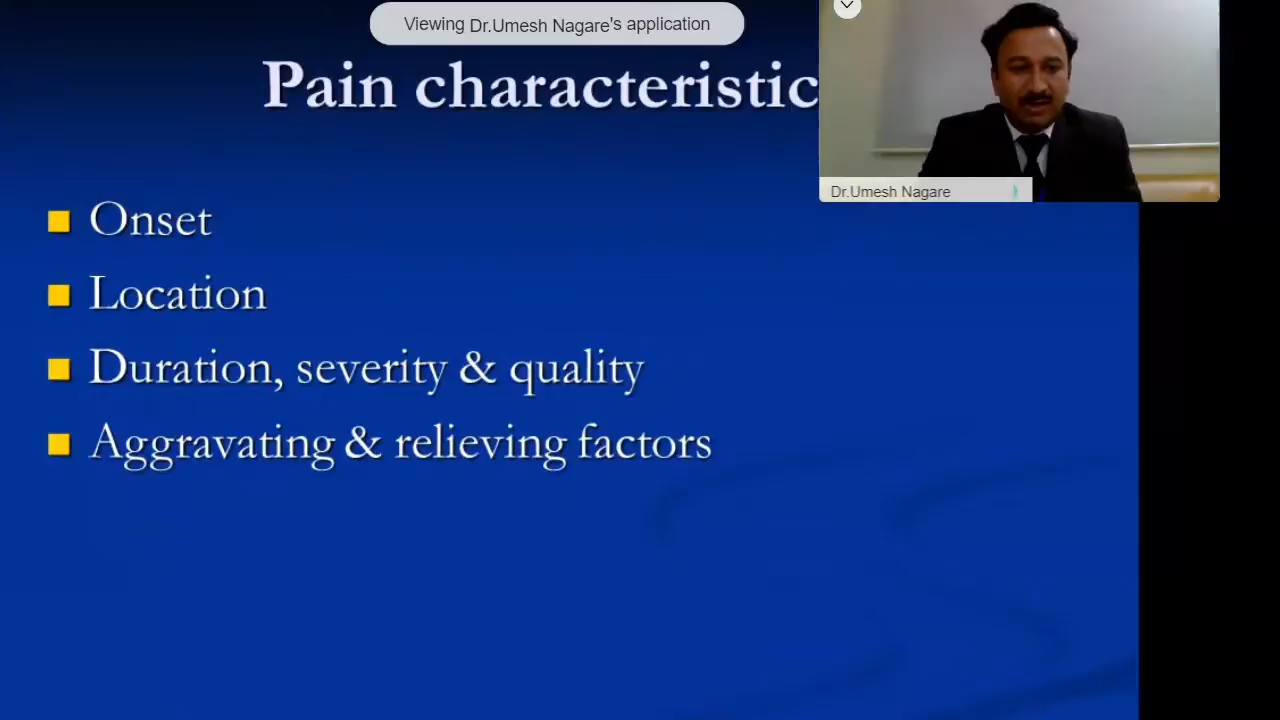 Viewing Dr.Umesh Nagare's application
Pain characteristic
Dr.Umesh Nagare
Onset
Location
Duration, severity & quality
Aggravating & relieving factors